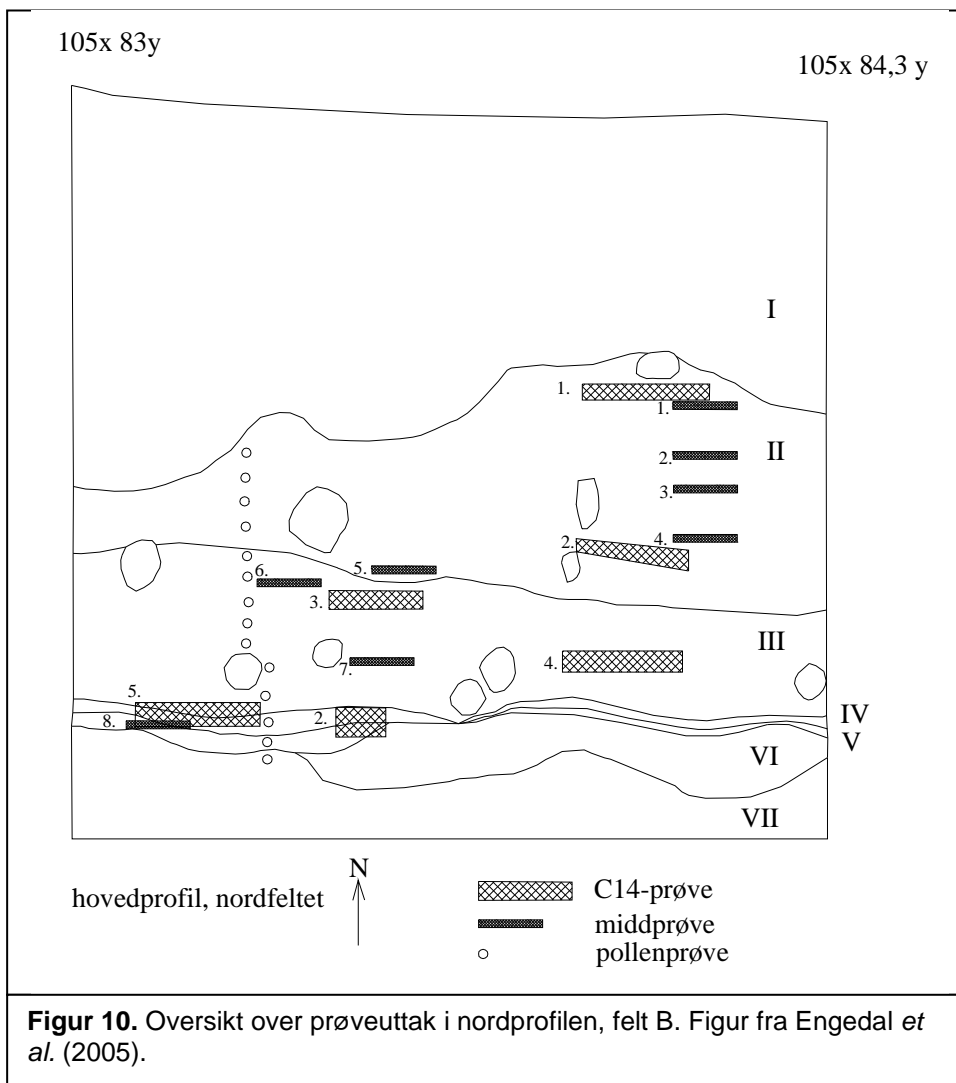 105x 83y
105x 84,3 y
I
1.
1.
II
2.
3.
4.
2.
5.
6.
3.
III
7.
4.
5.
2.
8.
IV
V
VI
VII
N
hovedprofil, nordfeltet
C14-prøve
middprøve
pollenprøve
Figur 10. Oversikt over prøveuttak i nordprofilen, felt B. Figur fra Engedal et
al. (2005).